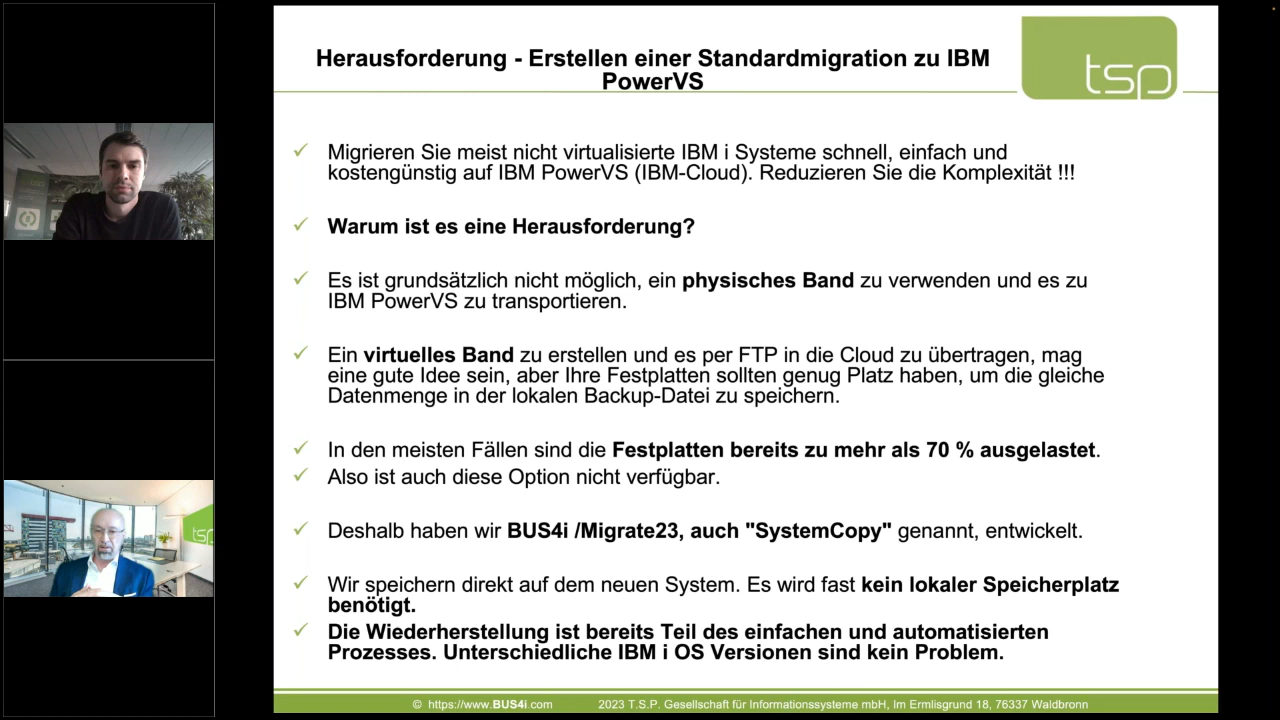 Herausforderung - Erstellen einer Standardmigration zu IBM
PowerVS
tsp
Migrieren Sie meist nicht virtualisierte IBM i Systeme schnell, einfach und
kostengünstig auf IBM PowerVS (IBM-Cloud). Reduzieren Sie die Komplexität !!!
Warum ist es eine Herausforderung?
Es ist grundsätzlich nicht möglich, ein physisches Band zu verwenden und es zu
IBM PowerVS zu transportieren.
Ein virtuelles Band zu erstellen und es per FTP in die Cloud zu übertragen, mag
eine gute Idee sein, aber Ihre Festplatten sollten genug Platz haben, um die gleiche
Datenmenge in der lokalen Backup-Datei zu speichern.
In den meisten Fällen sind die Festplatten bereits zu mehr als 70 % ausgelastet.
Also ist auch diese Option nicht verfügbar.
Deshalb haben wir BUS4i /Migrate23, auch "SystemCopy" genannt, entwickelt.
Wir speichern direkt auf dem neuen System. Es wird fast kein lokaler Speicherplatz
benötigt.
Die Wiederherstellung ist bereits Teil des einfachen und automatisierten
Prozesses. Unterschiedliche IBM i OS Versionen sind kein Problem.
© https://www.BUS4i.com 2023 T.S.P. Gesellschaft für Informationssysteme mbH, Im Ermlisgrund 18, 76337 Waldbronn
tsp